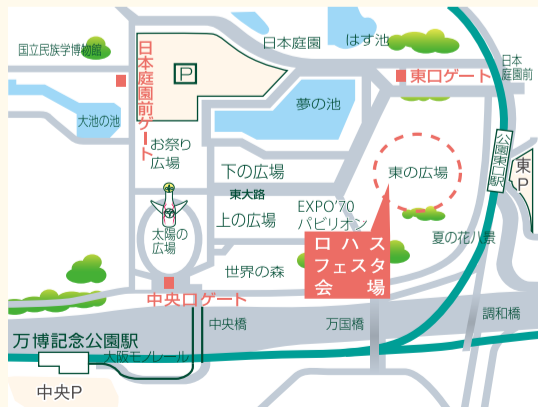 日本庭園
はす池
国立民族学博物館
日本庭園前ゲート
P
東口ゲート
日本
庭園前
夢の池
大池の池
お祭り
広場
公園東口駅
東
P
下の広場
東の広場
東大路
EXPO'70
パビリオン
上の広場
太陽の
広場
ロハス
フェスタ
会場
夏の花八景
世界の森
中央口ゲート
中央橋
万国橋
調和橋
万博記念公園駅
大阪モノレール
中央P